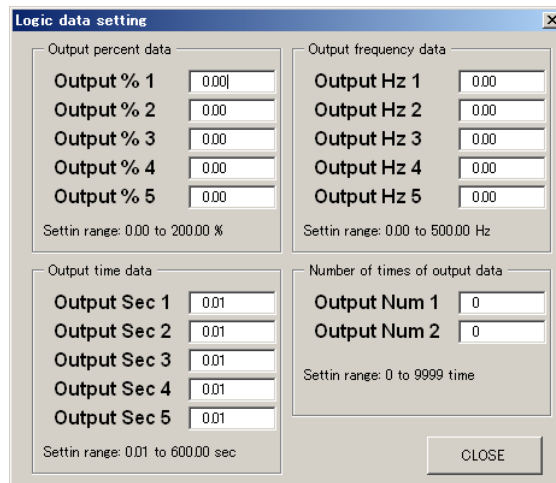 Logic data setting
Output percent data
Output % 1 0.00
Output % 2 0.00
Output % 3 0.00
Output % 4 0.00
Output % 5 0.00
Settin range: 0.00 to 200.00 %
Output frequency data
Output Hz 1 0.00
Output Hz 2 0.00
Output Hz 3 0.00
Output Hz 4 0.00
Output Hz 5 0.00
Settin range: 0.00 to 500.00 Hz
Output time data
Output Sec 1 0.01
Output Sec 2 0.01
Output Sec 3 0.01
Output Sec 4 0.01
Output Sec 5 0.01
Settin range: 0.01 to 600.00 sec
Number of times of output data
Output Num 1 0
Output Num 2 0
Settin range: 0 to 9999 time
CLOSE